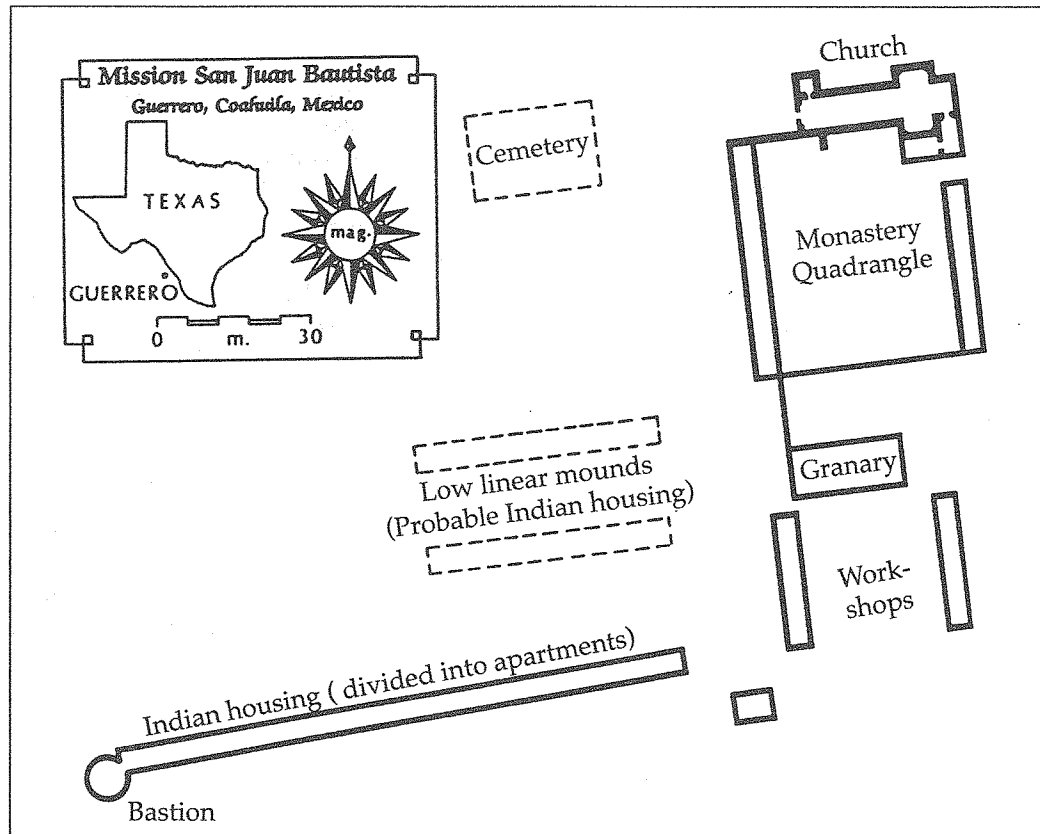 Mission San Juan Bautista
Guerrero, Coahuila, Mexico
TEXAS
GUERRERO
mag.
0 m. 30
Cemetery
Church
Monastery
Quadrangle
Granary
Low linear mounds
(Probable Indian housing)
Work-
shops
Indian housing ( divided into apartments)
Bastion